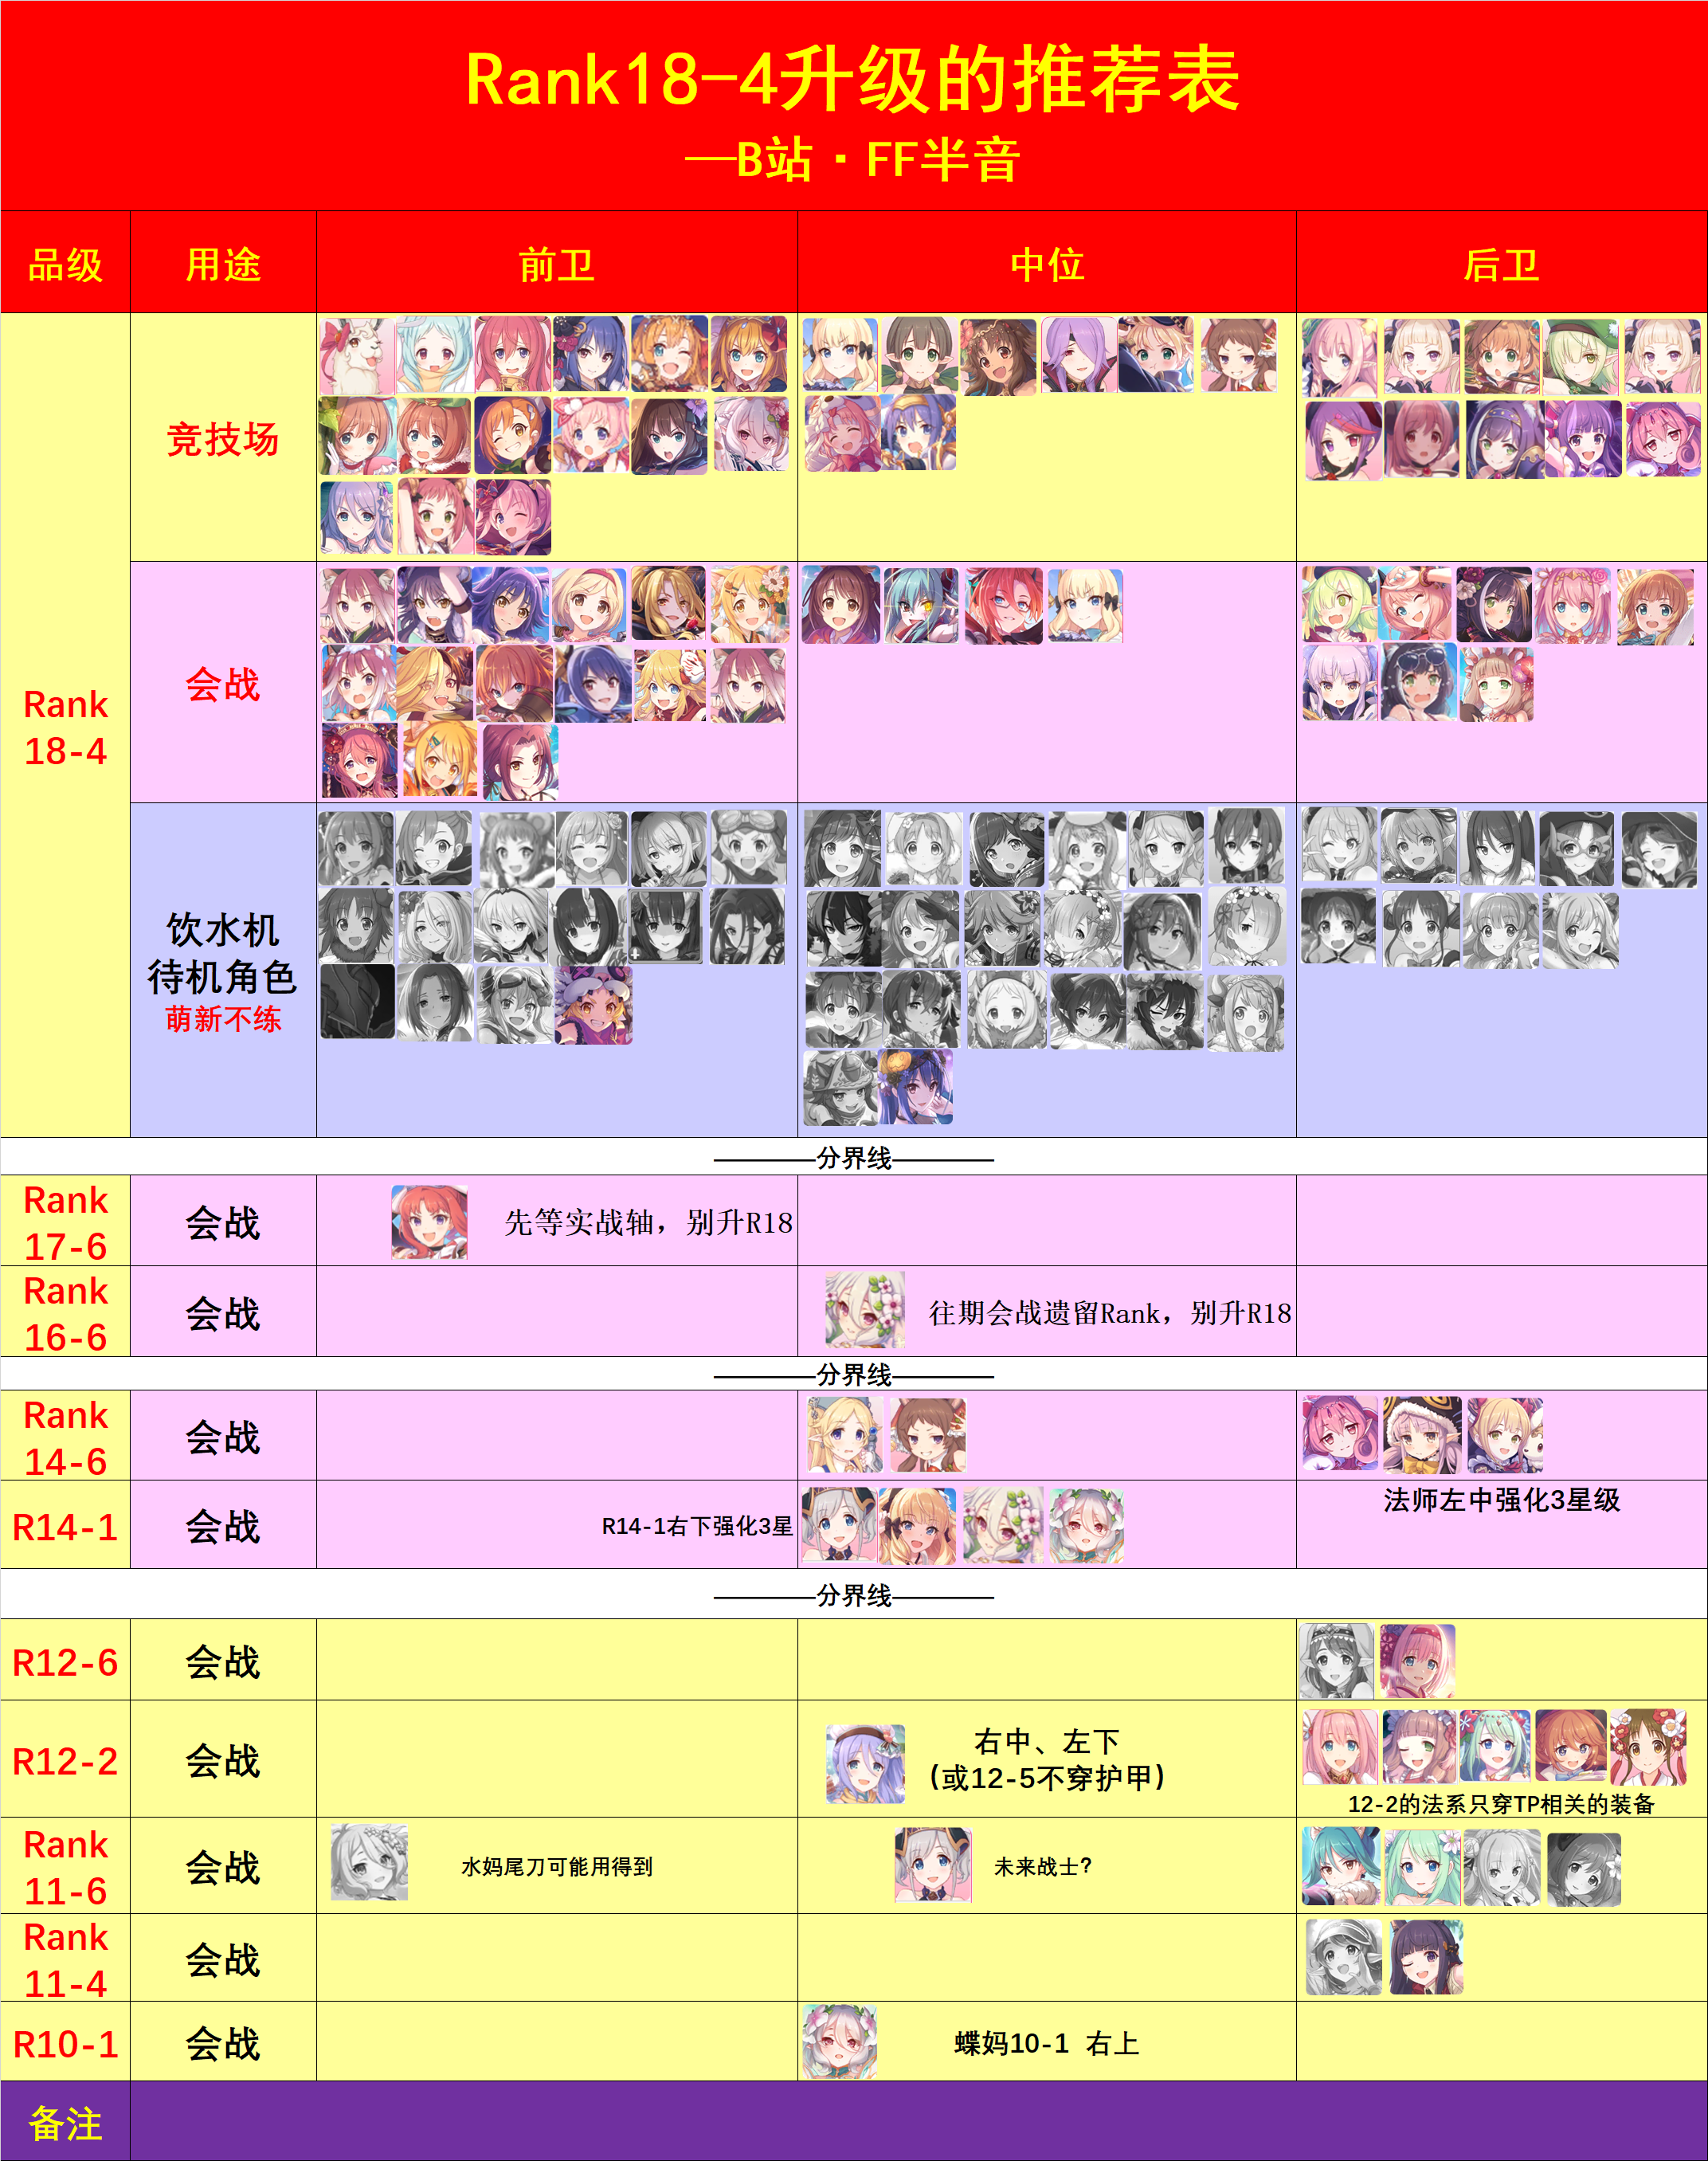 Rank18-4升级的推荐表
—B站·FF半音
品级 用途 前卫 中位 后卫
Rank
18-4
竞技场
会战
饮水机
待机角色
萌新不练
————分界线————
Rank
17-6
会战
先等实战轴，别升R18
Rank
16-6
会战
往期会战遗留Rank，别升R18
————分界线————
Rank
14-6
会战
R14-1
会战
R14-1右下强化3星
法师左中强化3星级
————分界线————
R12-6
会战
R12-2
会战
右中、左下
(或12-5不穿护甲)
12-2的法系只穿TP相关的装备
Rank
11-6
会战
水妈尾刀可能用得到
未来战士?
Rank
11-4
会战
R10-1
会战
蝶妈10-1 右上
备注